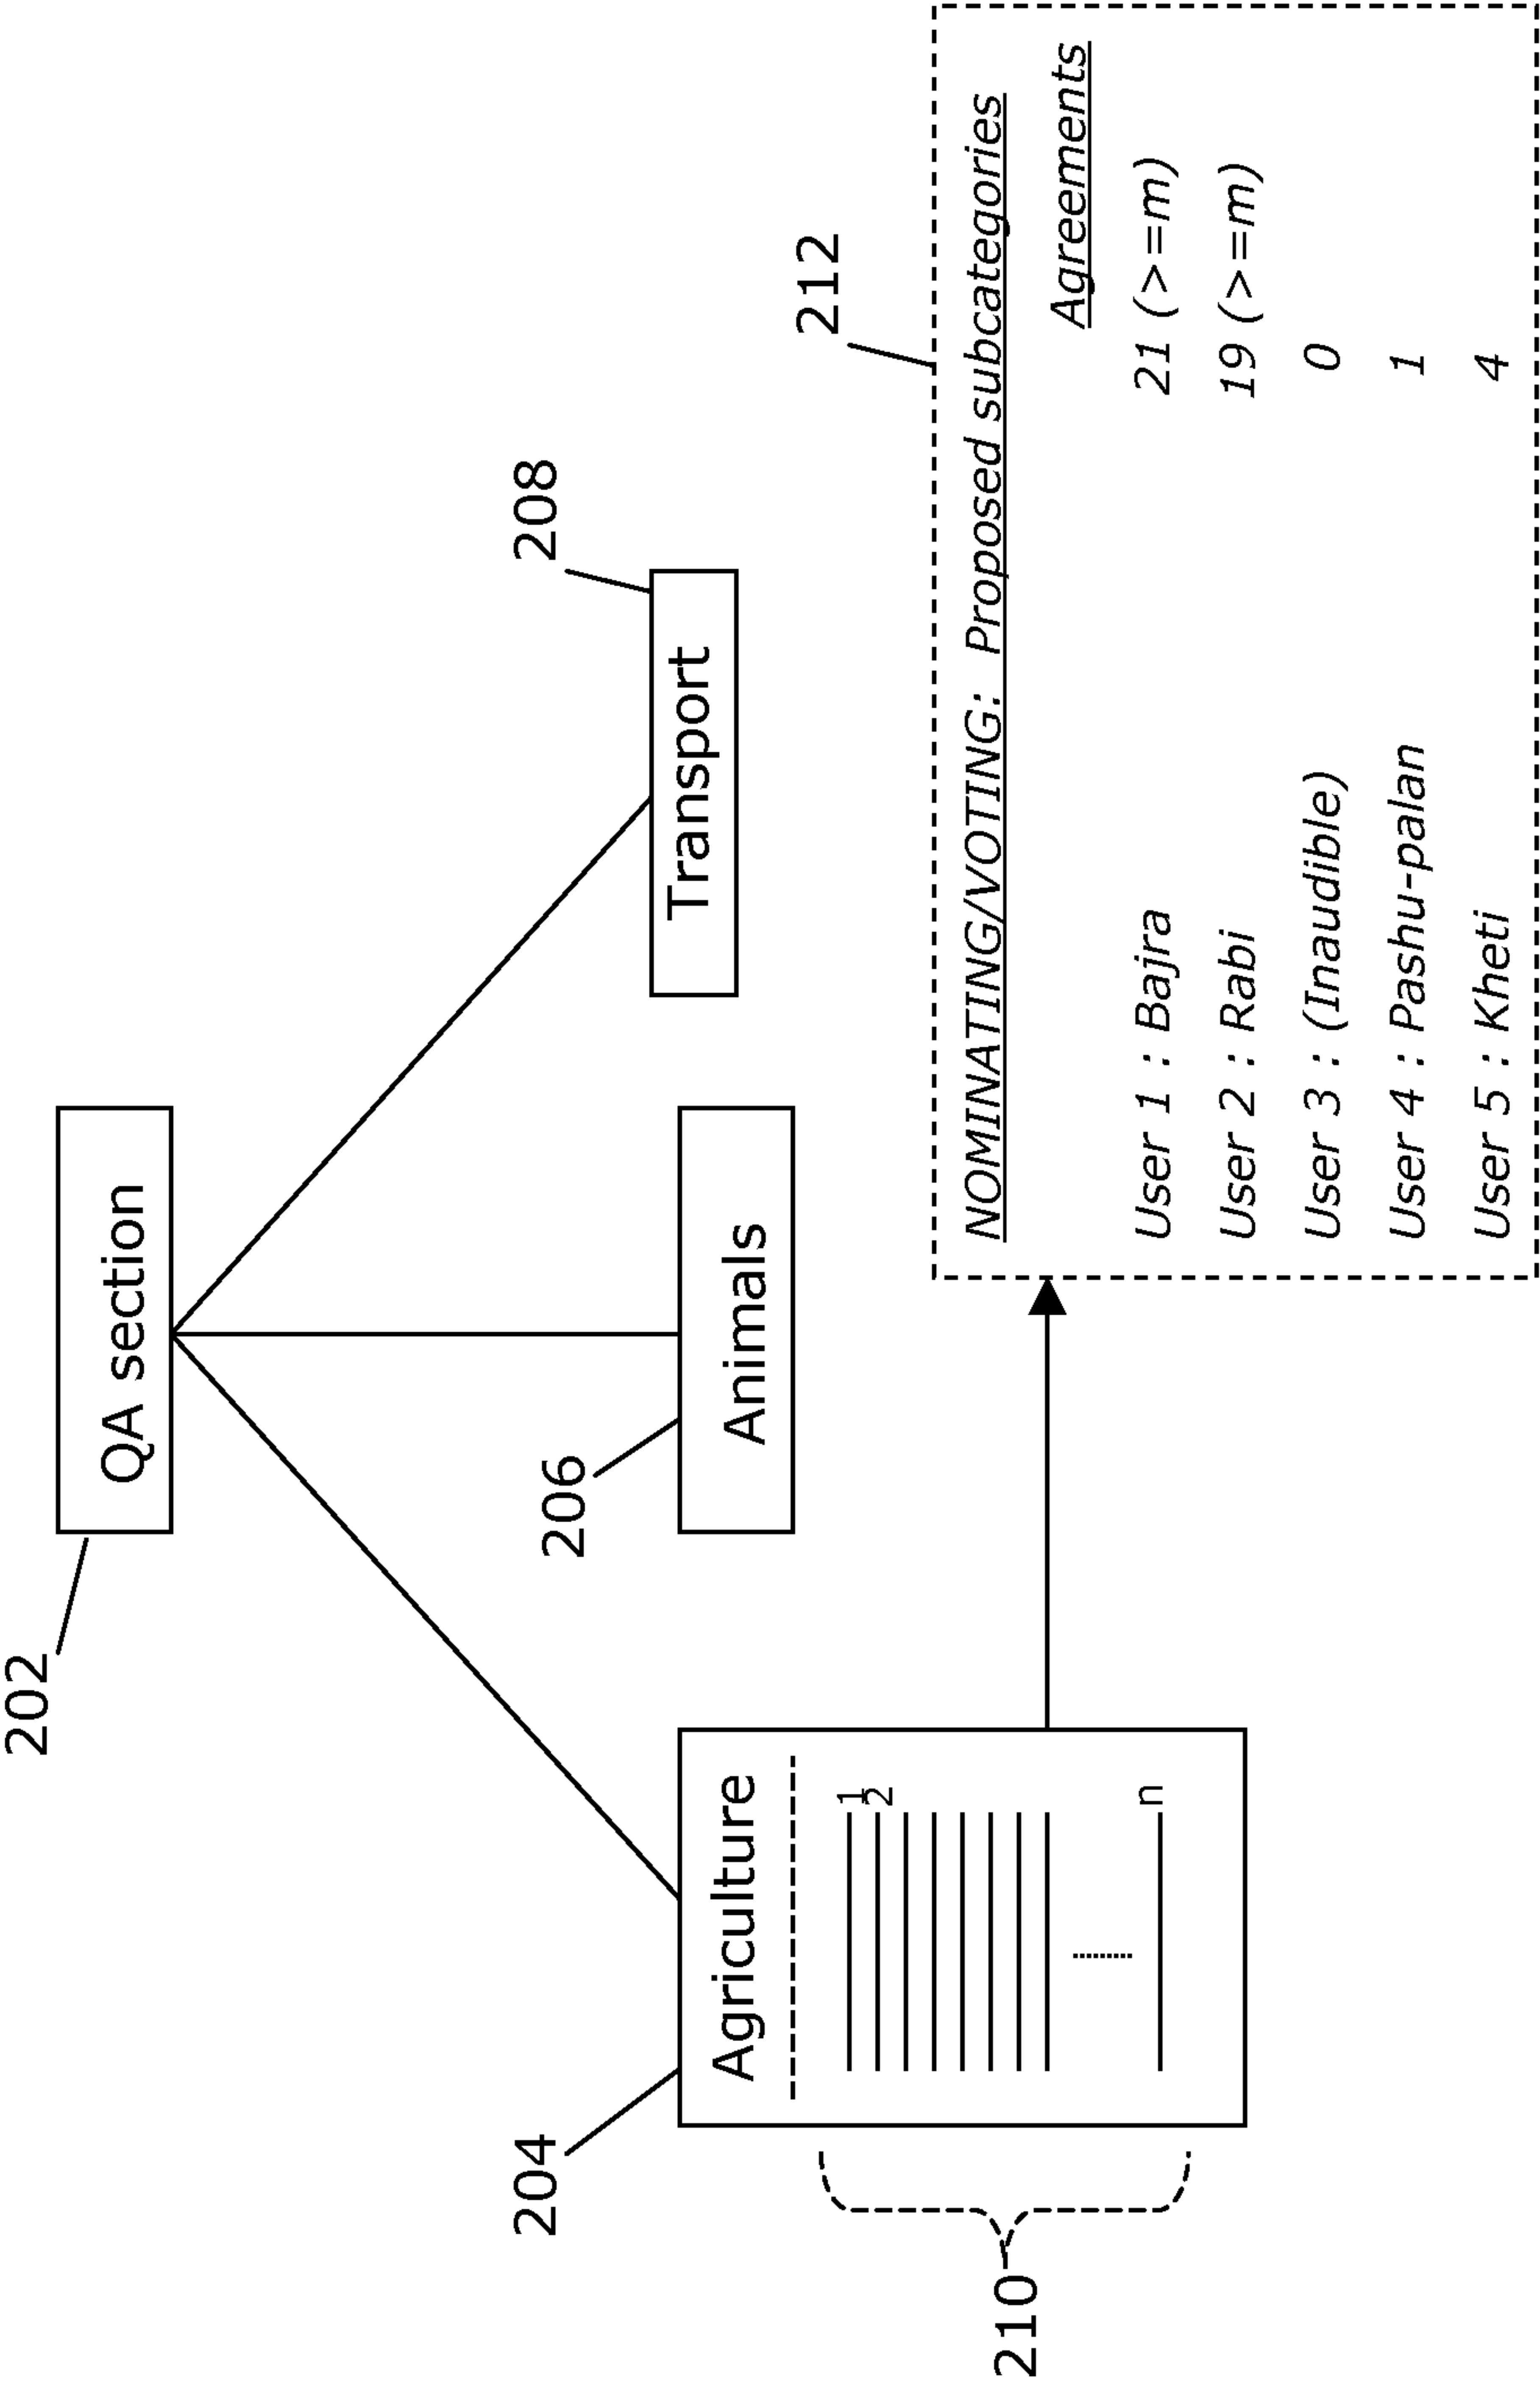 202
QA section
204
206
208
Agriculture
Animals
Transport
1
2
n
210
212
NOMINATING/VOTING: Proposed subcategories
Agreements
User 1 : Bajra 21 (>=m)
User 2 : Rabi 19 (>=m)
User 3 : (Inaudible) 0
User 4 : Pashu-palan 1
User 5 : Kheti 4